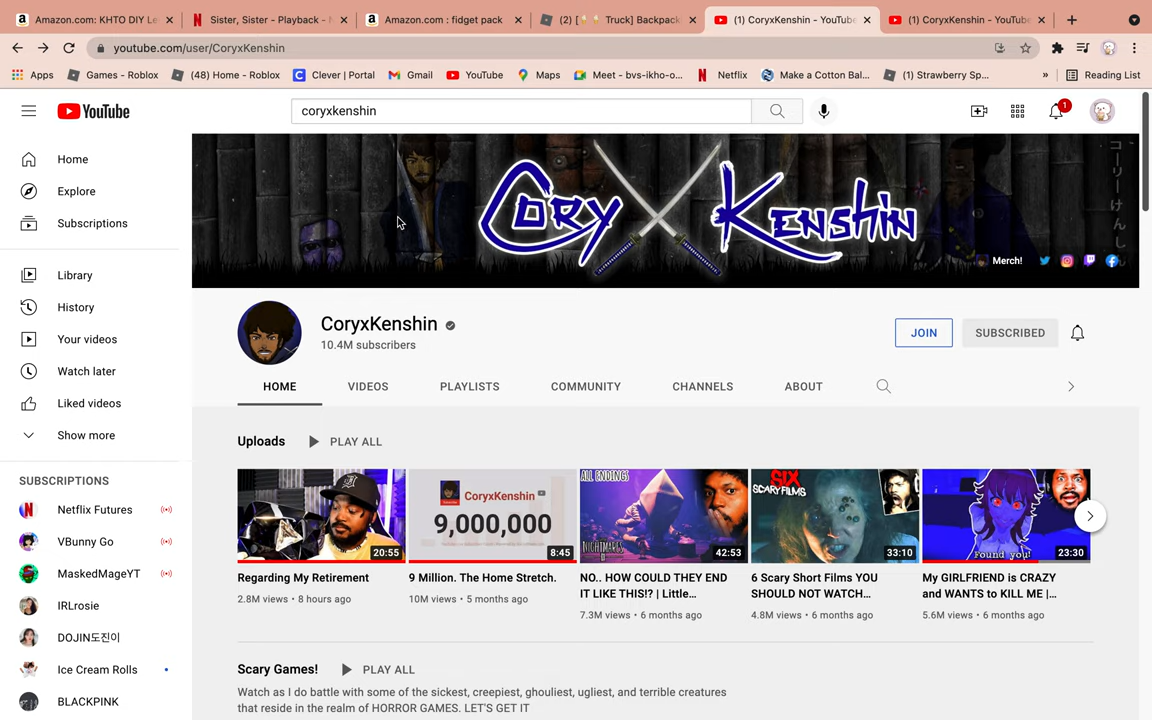 Amazon.com: KHTO DIY Le
Sister, Sister - Playback - N
Amazon.com : fidget pack
(2) [🍦🍦 Truck] Backpack
(1) CoryxKenshin - YouTube
(1) CoryxKenshin - YouTube
youtube.com/user/CoryxKenshin
Apps
Games - Roblox
(48) Home - Roblox
Clever | Portal
Gmail
YouTube
Maps
Meet - bvs-ikho-o...
Netflix
Make a Cotton Bal...
(1) Strawberry Sp...
»
Reading List
YouTube
coryxkenshin
1
Home
Explore
Subscriptions
Library
History
Your videos
Watch later
Liked videos
Show more
SUBSCRIPTIONS
Netflix Futures
VBunny Go
MaskedMageYT
IRLrosie
DOJIN도진이
Ice Cream Rolls
BLACKPINK
CORY KENSHIN
コーリーけんし
Merch!
CoryxKenshin
10.4M subscribers
JOIN
SUBSCRIBED
HOME
VIDEOS
PLAYLISTS
COMMUNITY
CHANNELS
ABOUT
Uploads
PLAY ALL
20:55
Regarding My Retirement
2.8M views • 8 hours ago
CoryxKenshin
9,000,000
8:45
9 Million. The Home Stretch.
10M views • 5 months ago
ALL ENDINGS
NIGHTMARES
42:53
NO.. HOW COULD THEY END
IT LIKE THIS!? | Little...
7.3M views • 6 months ago
SIX
SCARY FILMS
33:10
6 Scary Short Films YOU
SHOULD NOT WATCH...
4.8M views • 6 months ago
Found you!
23:30
My GIRLFRIEND is CRAZY
and WANTS to KILL ME |...
5.6M views • 6 months ago
Scary Games!
PLAY ALL
Watch as I do battle with some of the sickest, creepiest, ghouliest, ugliest, and terrible creatures
that reside in the realm of HORROR GAMES. LET'S GET IT